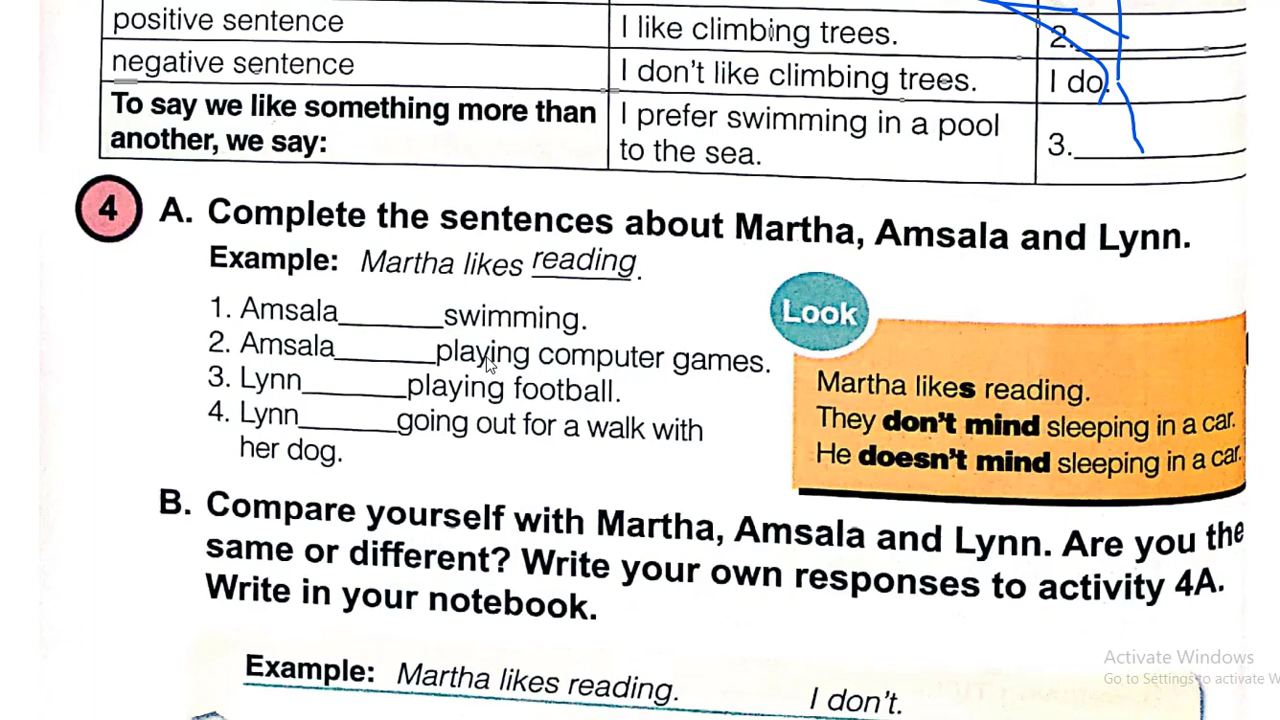 positive sentence
I like climbing trees.
2.
negative sentence
I don't like climbing trees.
I do.
To say we like something more than
another, we say:
I prefer swimming in a pool
to the sea.
3.
4
A. Complete the sentences about Martha, Amsala and Lynn.
Example: Martha likes reading.
1. Amsala______swimming.
2. Amsala______playing computer games.
3. Lynn______playing football.
4. Lynn______going out for a walk with
her dog.
Look
Martha likes reading.
They don't mind sleeping in a car.
He doesn't mind sleeping in a car.
B. Compare yourself with Martha, Amsala and Lynn. Are you the
same or different? Write your own responses to activity 4A.
Write in your notebook.
Example: Martha likes reading.
I don't.
Activate Windows
Go to Settings to activate W